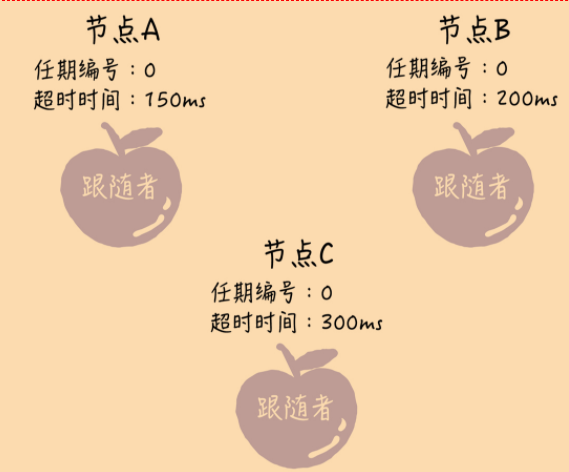 节点A
任期编号：0
超时时间：150ms
跟随者
节点B
任期编号：0
超时时间：200ms
跟随者
节点C
任期编号：0
超时时间：300ms
跟随者